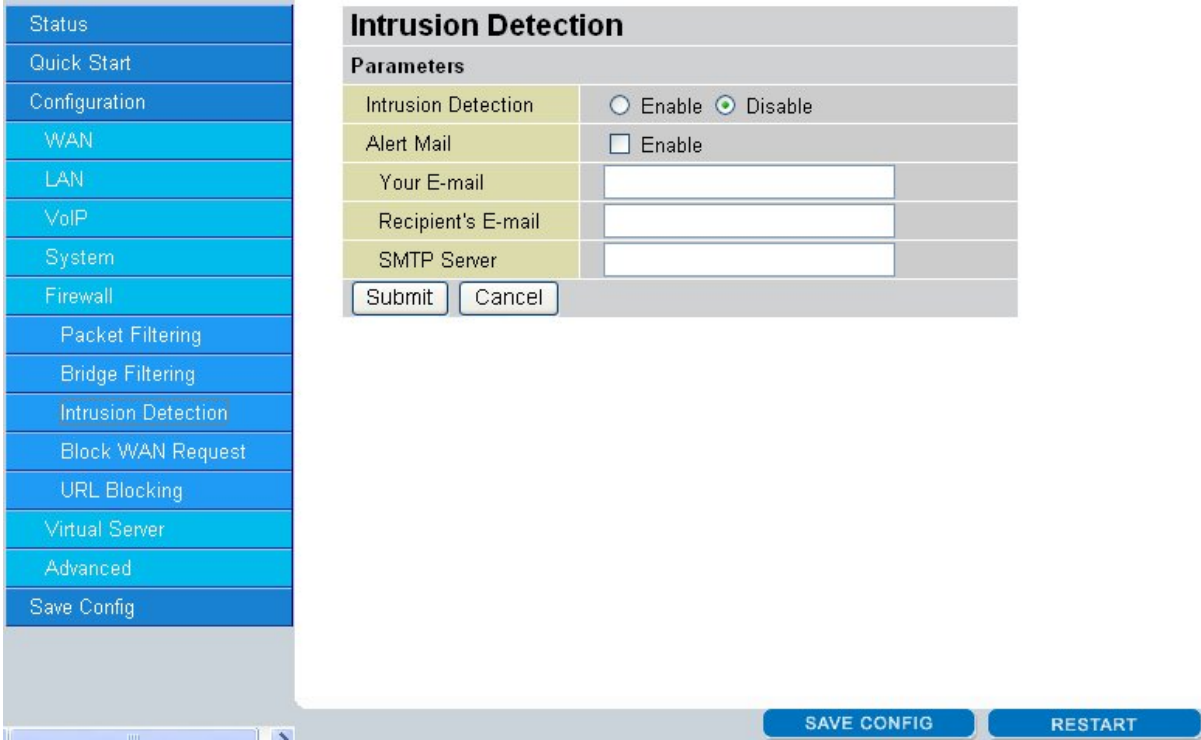 Status
Quick Start
Configuration
WAN
LAN
VoIP
System
Firewall
Packet Filtering
Bridge Filtering
Intrusion Detection
Block WAN Request
URL Blocking
Virtual Server
Advanced
Save Config
Intrusion Detection
Parameters
Intrusion Detection Enable Disable
Alert Mail Enable
Your E-mail
Recipient's E-mail
SMTP Server
Submit Cancel
SAVE CONFIG RESTART